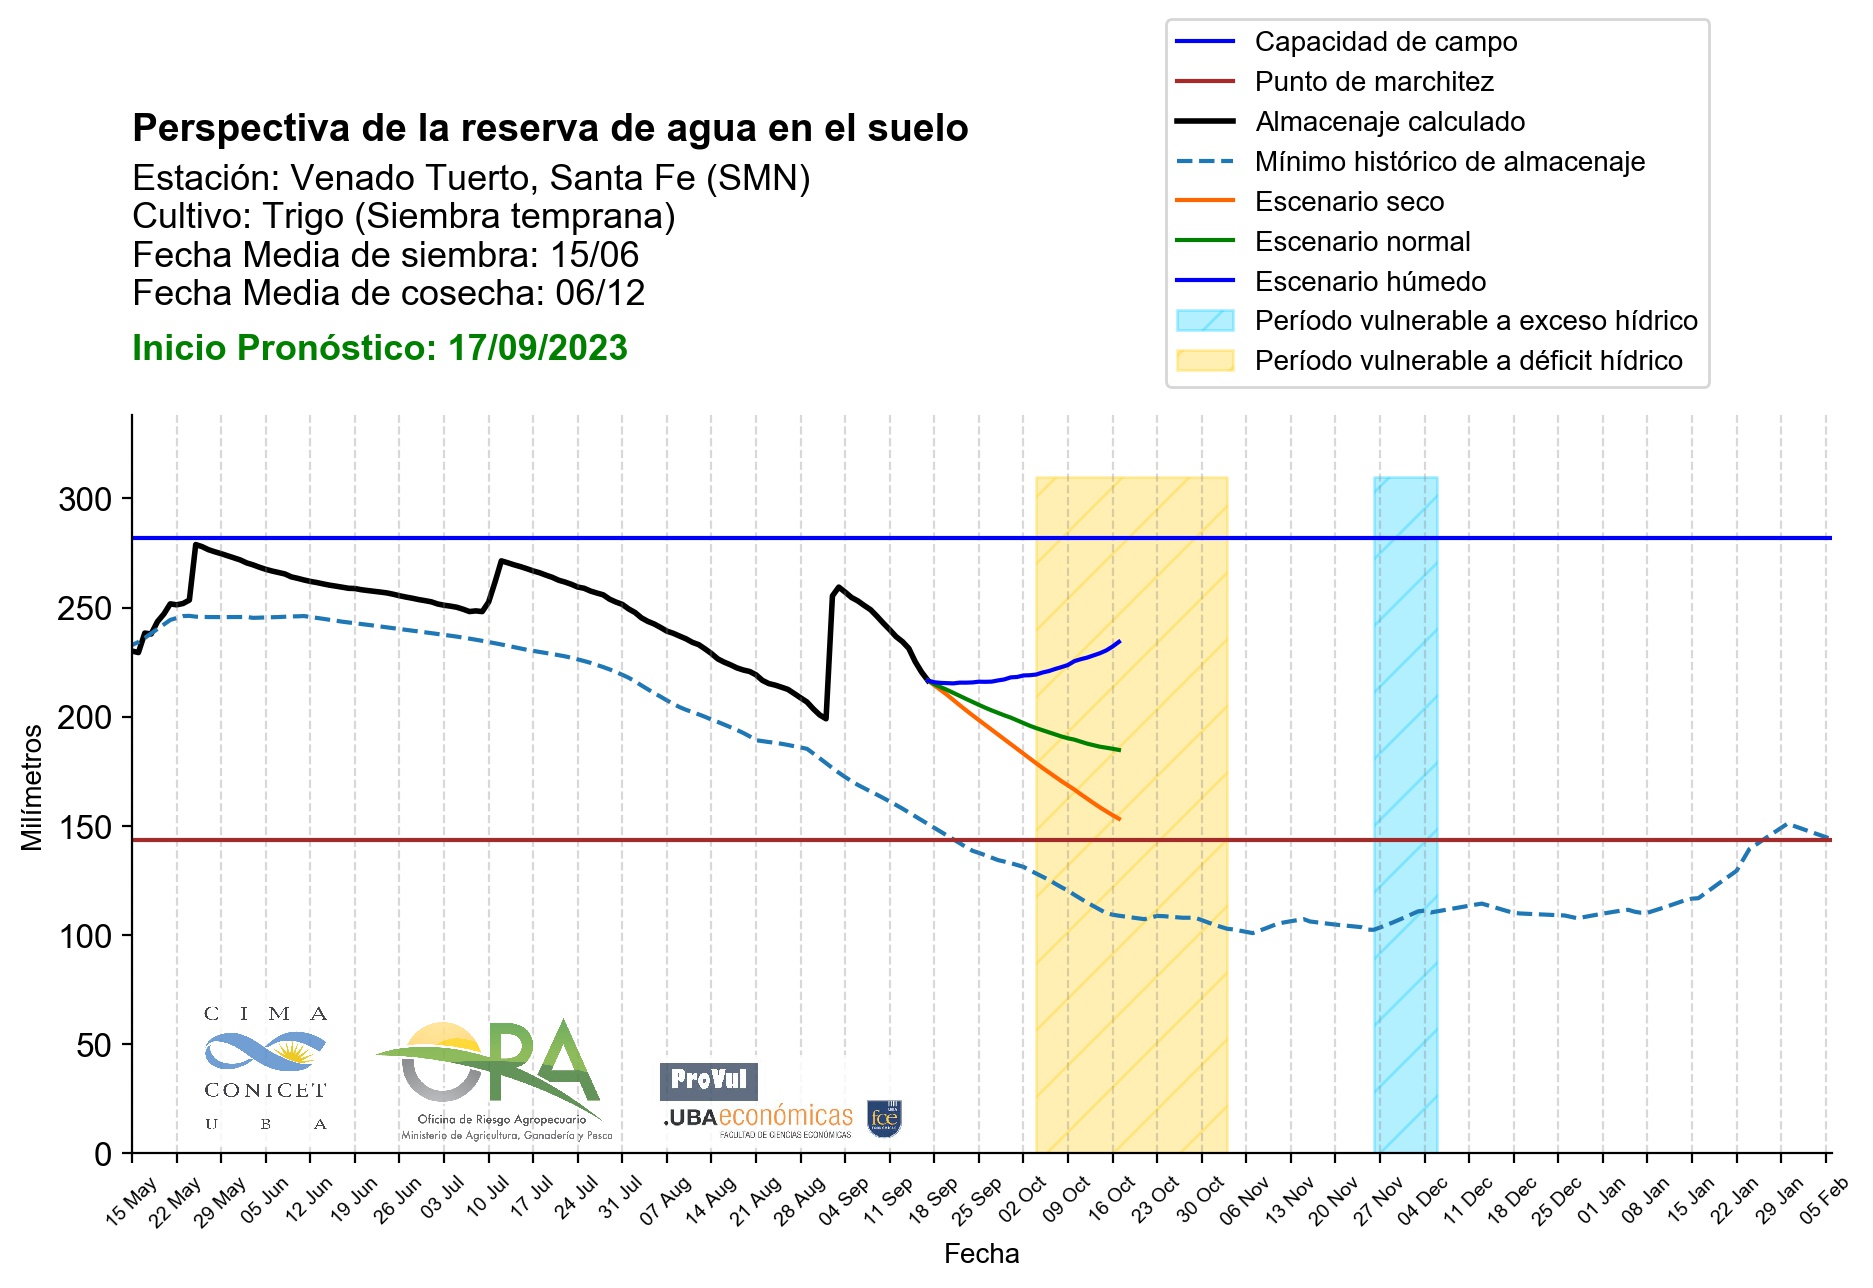 Capacidad de campo
Punto de marchitez
Almacenaje calculado
Mínimo histórico de almacenaje
Escenario seco
Escenario normal
Escenario húmedo
Período vulnerable a exceso hídrico
Período vulnerable a déficit hídrico
Perspectiva de la reserva de agua en el suelo
Estación: Venado Tuerto, Santa Fe (SMN)
Cultivo: Trigo (Siembra temprana)
Fecha Media de siembra: 15/06
Fecha Media de cosecha: 06/12
Inicio Pronóstico: 17/09/2023
Milímetros
300
250
200
150
100
50
0
C I M A
CONICET
U B A
ORA
Oficina de Riesgo Agropecuario
Ministerio de Agricultura, Ganadería y Pesca
ProVul
.UBAeconómicas
FACULTAD DE CIENCIAS ECONÓMICAS
UBA
fce
ECONÓMICAS
15 May
22 May
29 May
05 Jun
12 Jun
19 Jun
26 Jun
03 Jul
10 Jul
17 Jul
24 Jul
31 Jul
07 Aug
14 Aug
21 Aug
28 Aug
04 Sep
11 Sep
18 Sep
25 Sep
02 Oct
09 Oct
16 Oct
23 Oct
30 Oct
06 Nov
13 Nov
20 Nov
27 Nov
04 Dec
11 Dec
18 Dec
25 Dec
01 Jan
08 Jan
15 Jan
22 Jan
29 Jan
05 Feb
Fecha